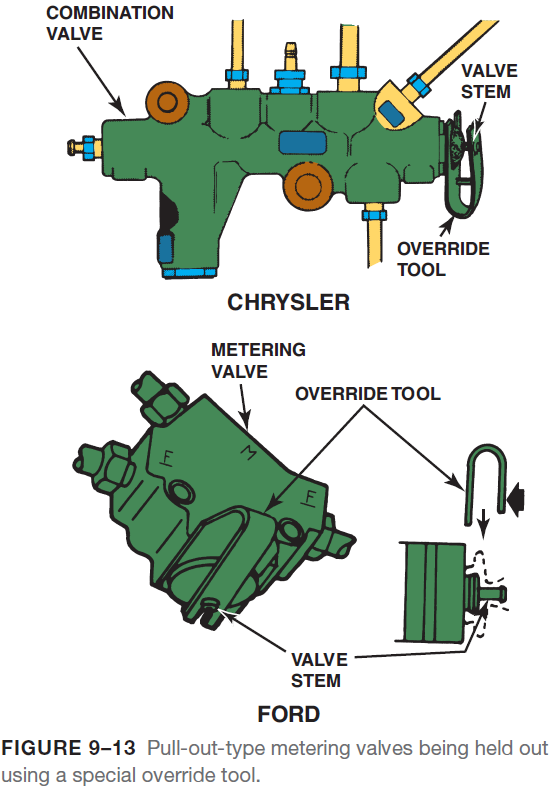 COMBINATION
VALVE
VALVE
STEM
OVERRIDE
TOOL
CHRYSLER
METERING
VALVE
OVERRIDE TOOL
F
M
F
VALVE
STEM
FORD
FIGURE 9–13 Pull-out-type metering valves being held out
using a special override tool.